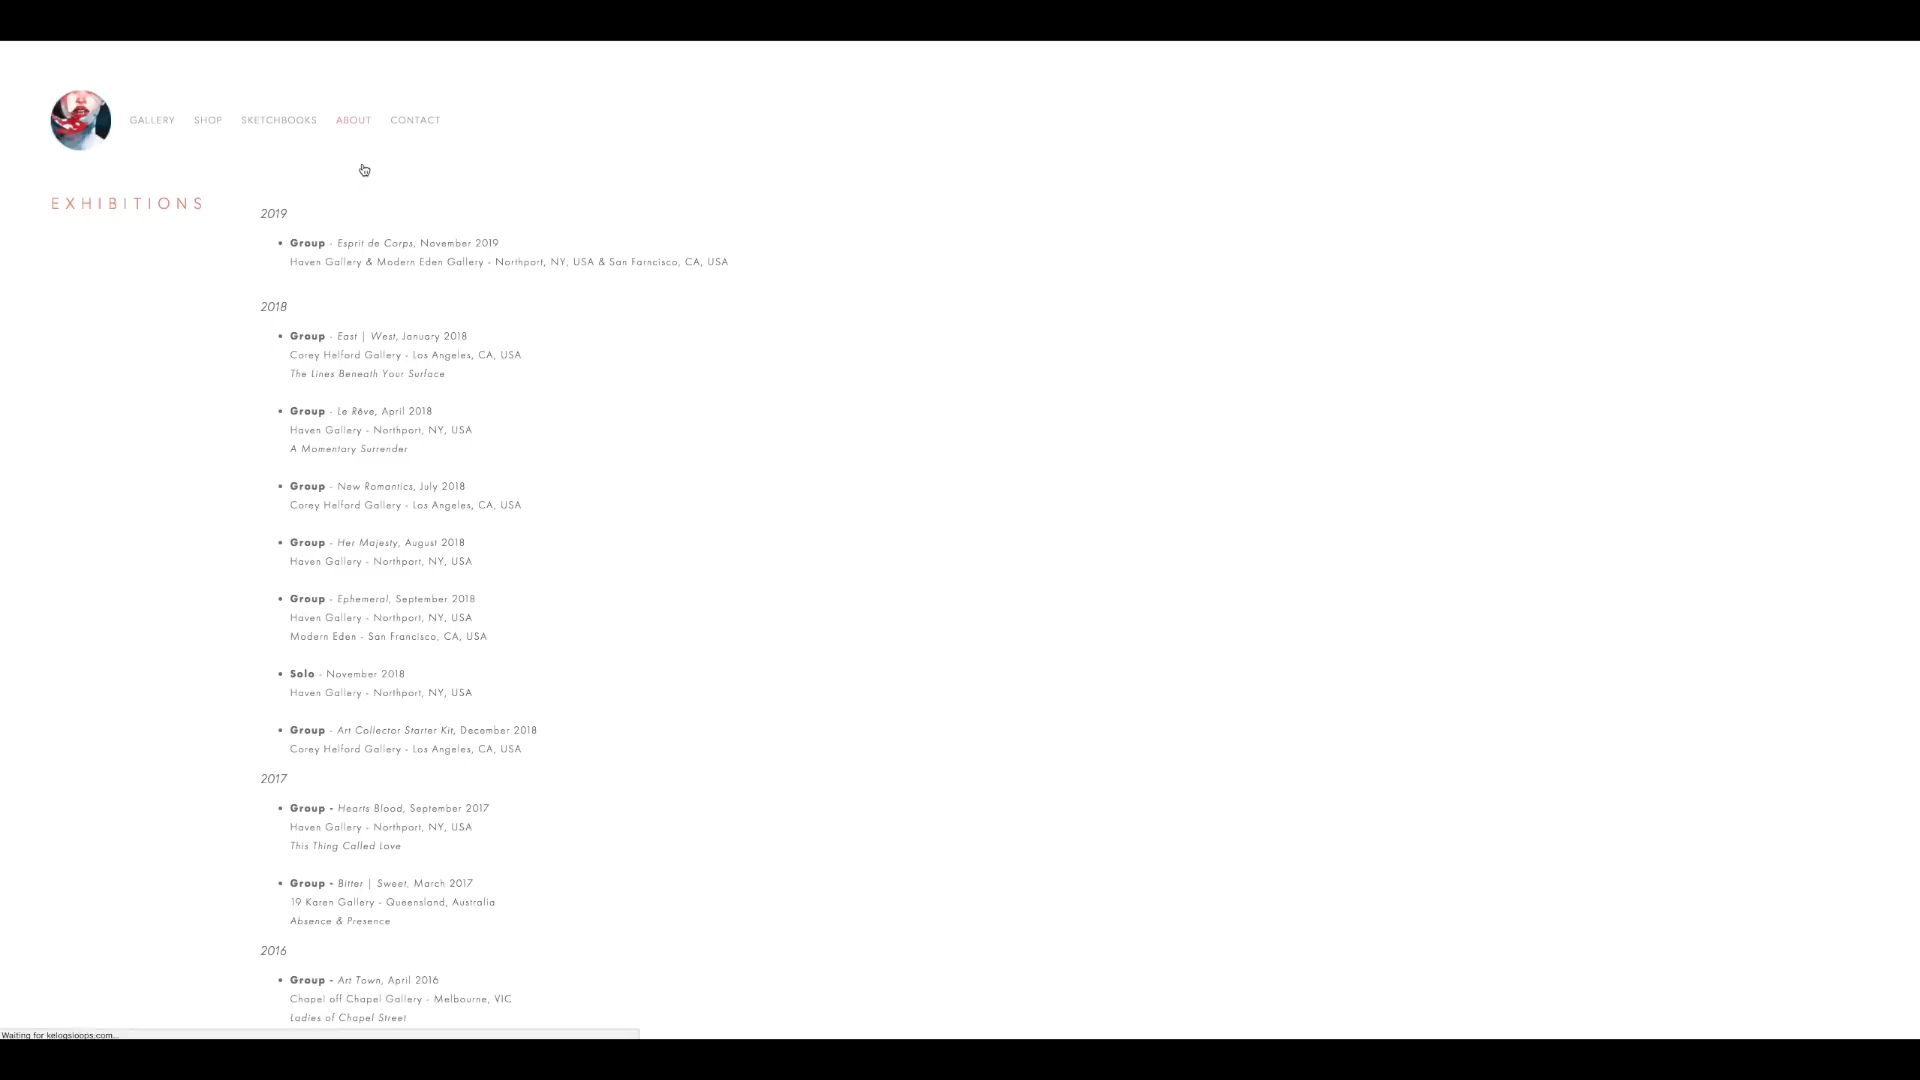 GALLERY SHOP SKETCHBOOKS ABOUT CONTACT
EXHIBITIONS
2019
Group - Esprit de Corps, November 2019
Haven Gallery & Modern Eden Gallery - Northport, NY, USA & San Farncisco, CA, USA
2018
Group - East | West, January 2018
Corey Helford Gallery - Los Angeles, CA, USA
The Lines Beneath Your Surface
Group - Le Rêve, April 2018
Haven Gallery - Northport, NY, USA
A Momentary Surrender
Group - New Romantics, July 2018
Corey Helford Gallery - Los Angeles, CA, USA
Group - Her Majesty, August 2018
Haven Gallery - Northport, NY, USA
Group - Ephemeral, September 2018
Haven Gallery - Northport, NY, USA
Modern Eden - San Francisco, CA, USA
Solo - November 2018
Haven Gallery - Northport, NY, USA
Group - Art Collector Starter Kit, December 2018
Corey Helford Gallery - Los Angeles, CA, USA
2017
Group - Hearts Blood, September 2017
Haven Gallery - Northport, NY, USA
This Thing Called Love
Group - Bitter | Sweet, March 2017
19 Karen Gallery - Queensland, Australia
Absence & Presence
2016
Group - Art Town, April 2016
Chapel off Chapel Gallery - Melbourne, VIC
Ladies of Chapel Street
Waiting for kelogsloops.com...